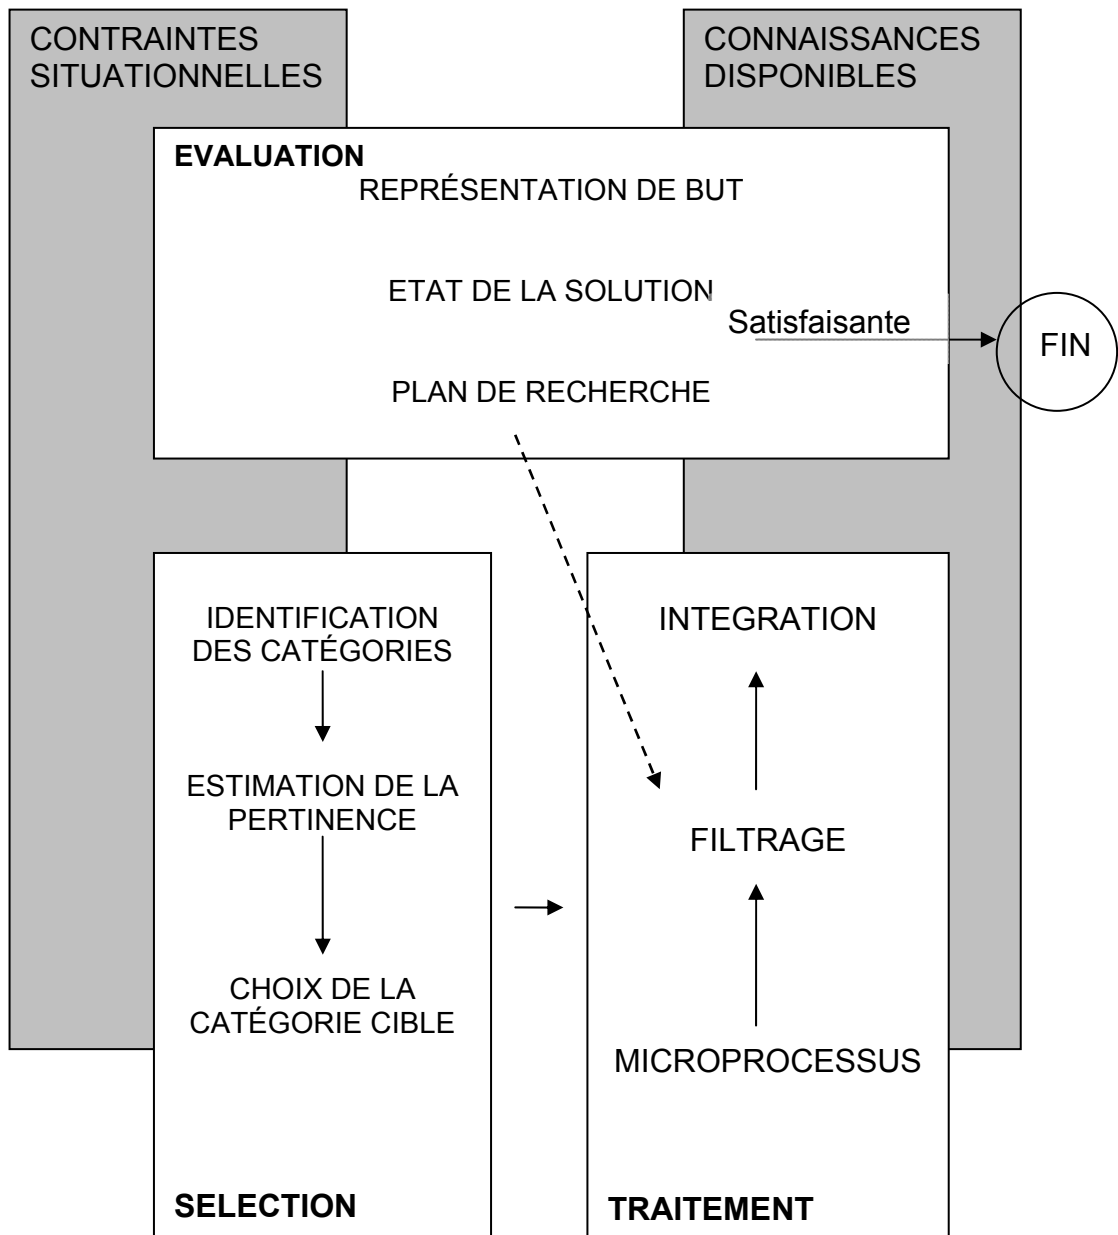 CONTRAINTES
SITUATIONNELLES
CONNAISSANCES
DISPONIBLES
EVALUATION
REPRÉSENTATION DE BUT
ETAT DE LA SOLUTION
Satisfaisante
FIN
PLAN DE RECHERCHE
IDENTIFICATION
DES CATÉGORIES
ESTIMATION DE LA
PERTINENCE
CHOIX DE LA
CATÉGORIE CIBLE
SELECTION
INTEGRATION
FILTRAGE
MICROPROCESSUS
TRAITEMENT